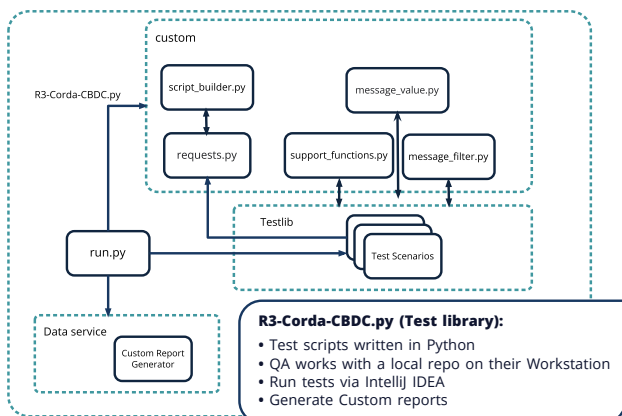 custom
script_builder.py
message_value.py
R3-Corda-CBDC.py
requests.py
support_functions.py
message_filter.py
Testlib
run.py
Test Scenarios
Data service
Custom Report
Generator
R3-Corda-CBDC.py (Test library):
• Test scripts written in Python
• QA works with a local repo on their Workstation
• Run tests via IntelliJ IDEA
• Generate Custom reports